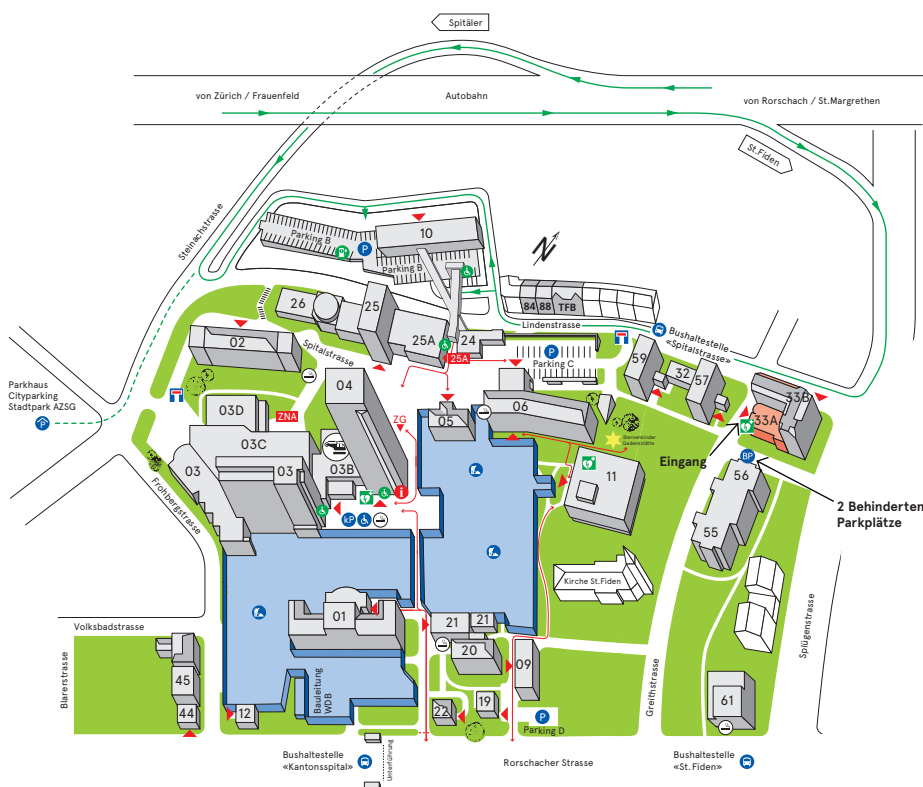 Spitäler
von Zürich / Frauenfeld
Autobahn
von Rorschach / St.Margrethen
St.Fiden
Steinachstrasse
Parking B
P
10
Parking B
N
26
25
84
88
TFB
Lindenstrasse
02
Spitalstrasse
25A
24
25A
P
Parking C
Bushaltestelle
«Spitalstrasse»
59
32
57
33B
33A
Parkhaus
Cityparking
Stadtpark AZSG
P
04
03D
ZNA
ZG
05
06
Sternenkinder
Gedenkstätte
Eingang
03C
03
03
03B
i
11
BP
56
55
2 Behinderten
Parkplätze
kP
Frohbergstrasse
Kirche St.Fiden
01
21
21
20
09
Volksbadstrasse
Blarerstrasse
45
44
12
Bauleitung
WDB
22
19
P
Parking D
Greithstrasse
Splügenstrasse
61
Bushaltestelle
«Kantonsspital»
Unterführung
Rorschacher Strasse
Bushaltestelle
«St.Fiden»